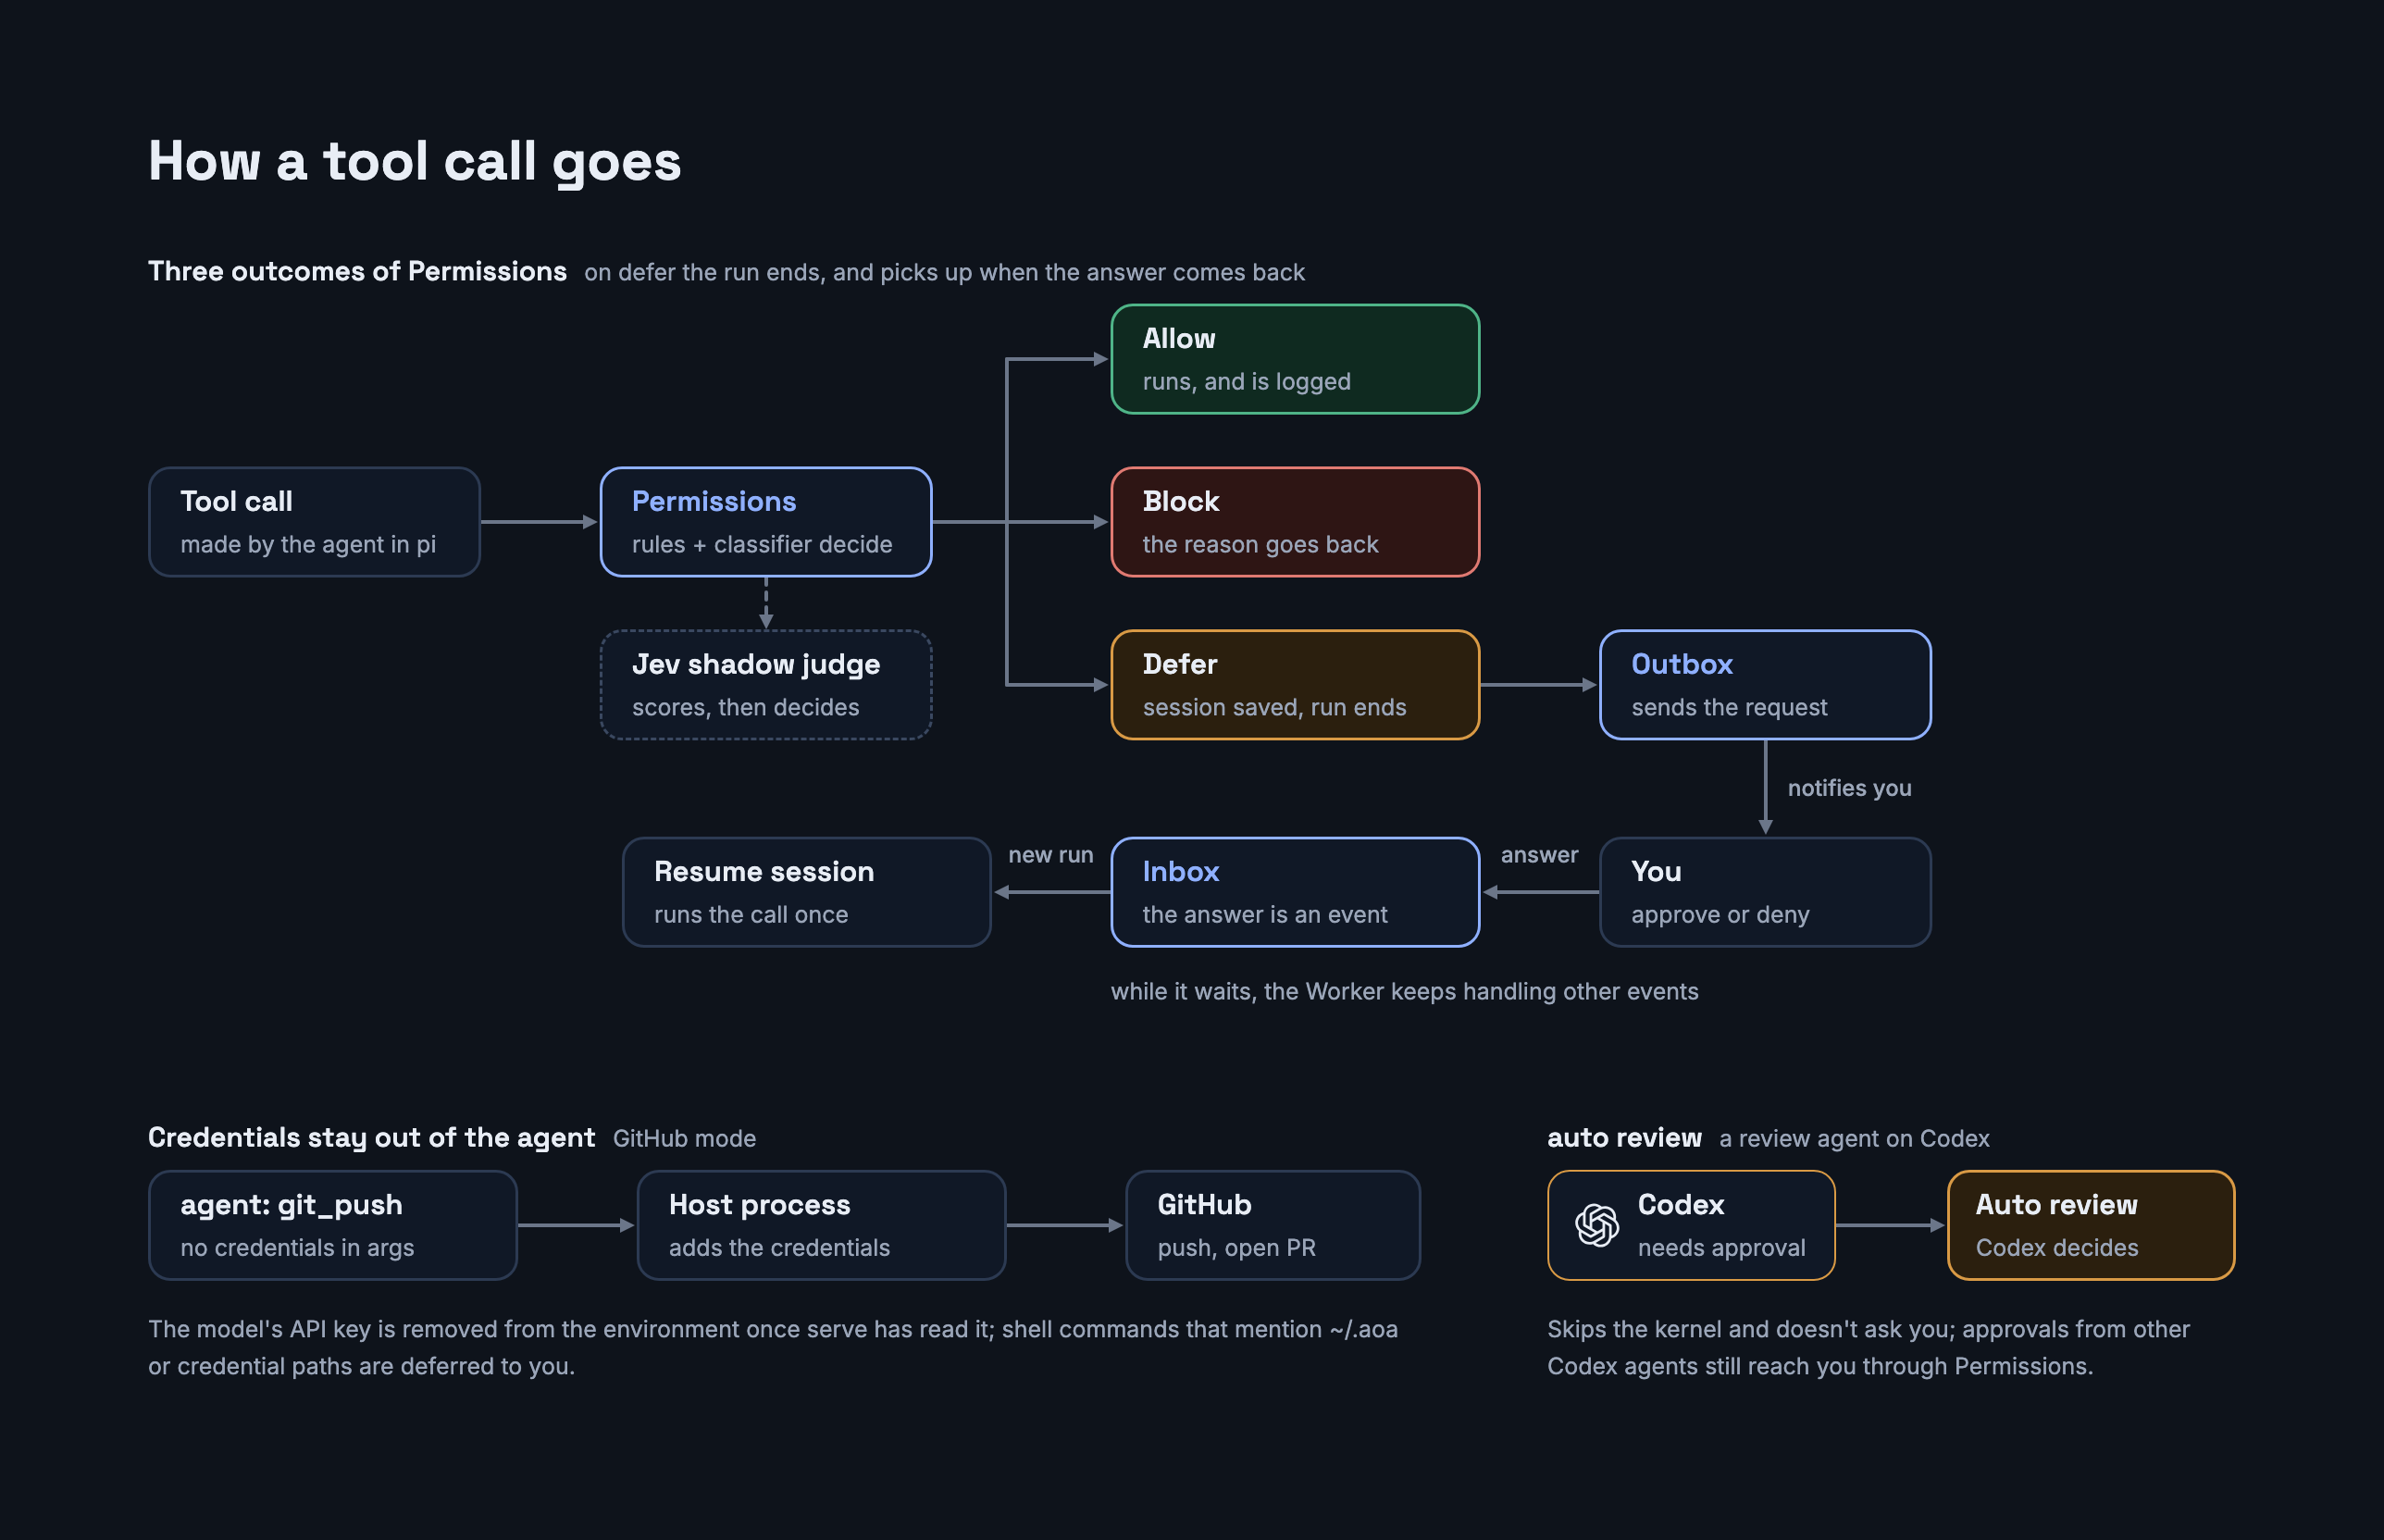 How a tool call goes
Three outcomes of Permissions on defer the run ends, and picks up when the answer comes back
Allow
runs, and is logged
Tool call
made by the agent in pi
Permissions
rules + classifier decide
Block
the reason goes back
Jev shadow judge
scores, then decides
Defer
session saved, run ends
Outbox
sends the request
notifies you
Resume session
runs the call once
new run
Inbox
the answer is an event
answer
You
approve or deny
while it waits, the Worker keeps handling other events
Credentials stay out of the agent GitHub mode
agent: git_push
no credentials in args
Host process
adds the credentials
GitHub
push, open PR
The model's API key is removed from the environment once serve has read it; shell commands that mention ~/.aoa
or credential paths are deferred to you.
auto review a review agent on Codex
Codex
needs approval
Auto review
Codex decides
Skips the kernel and doesn't ask you; approvals from other
Codex agents still reach you through Permissions.